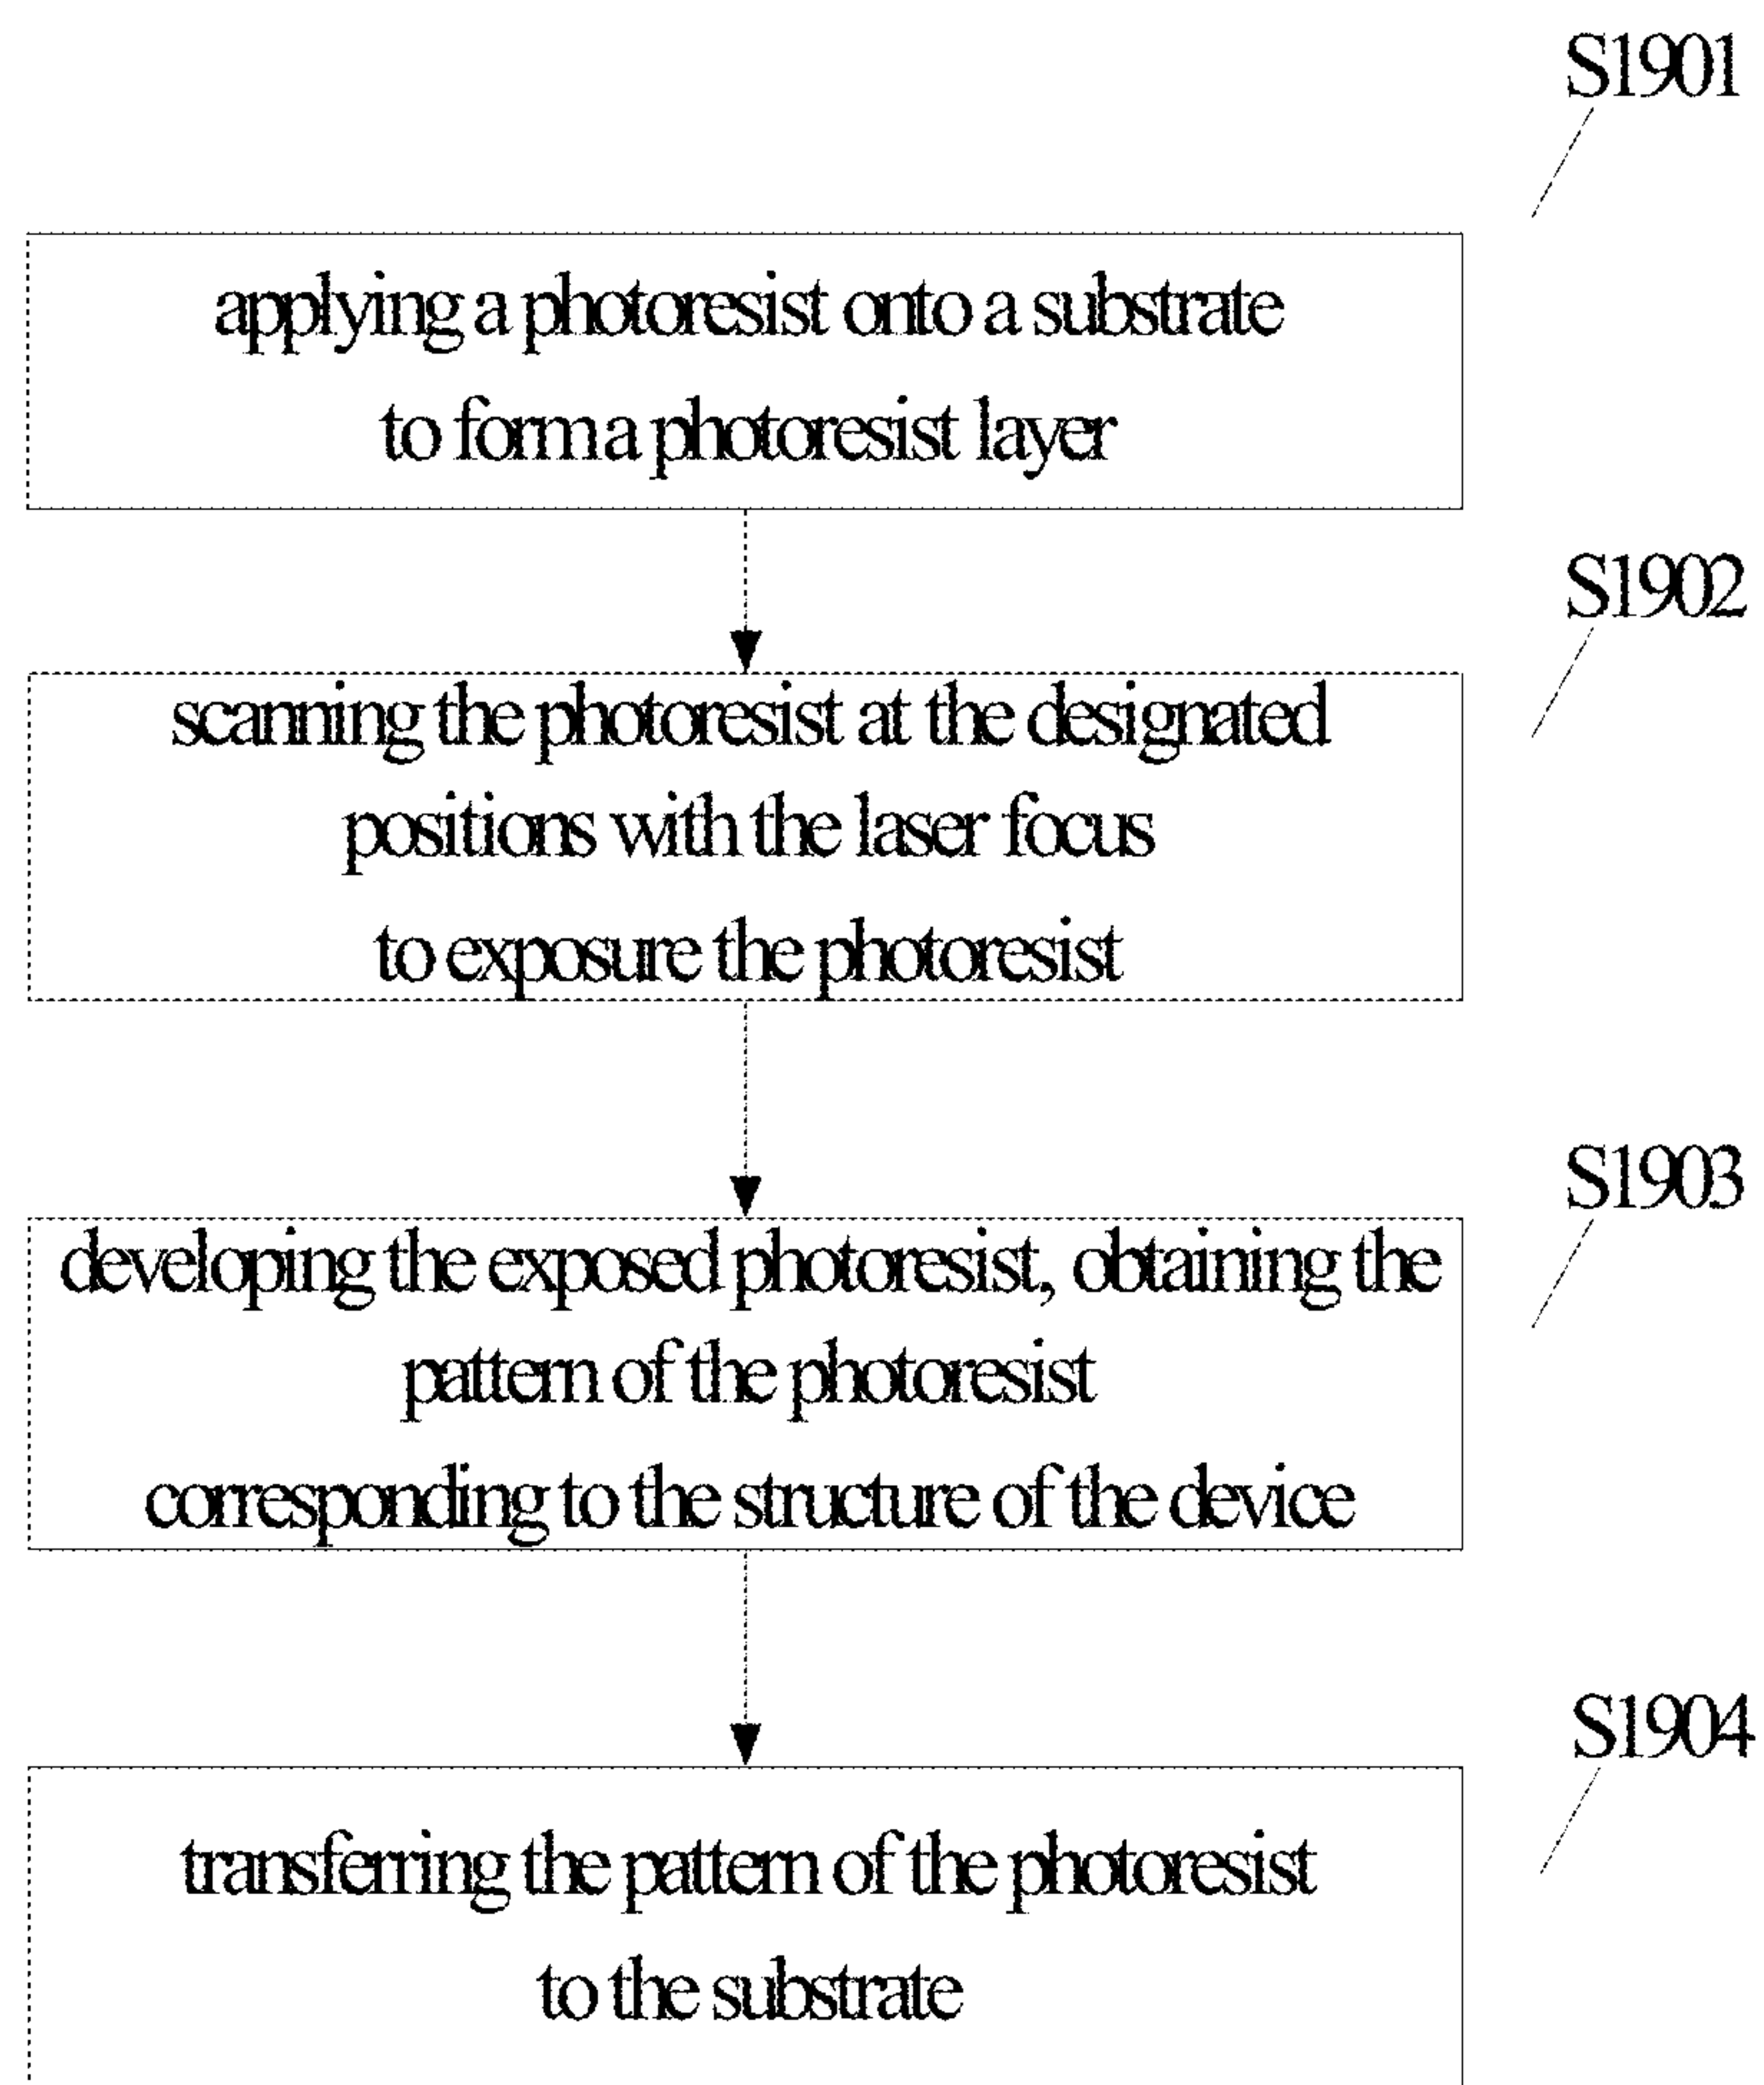 S1901
applying a photoresist onto a substrate
to form a photoresist layer
S1902
scanning the photoresist at the designated
positions with the laser focus
to exposure the photoresist
S1903
developing the exposed photoresist, obtaining the
pattern of the photoresist
corresponding to the structure of the device
S1904
transferring the pattern of the photoresist
to the substrate